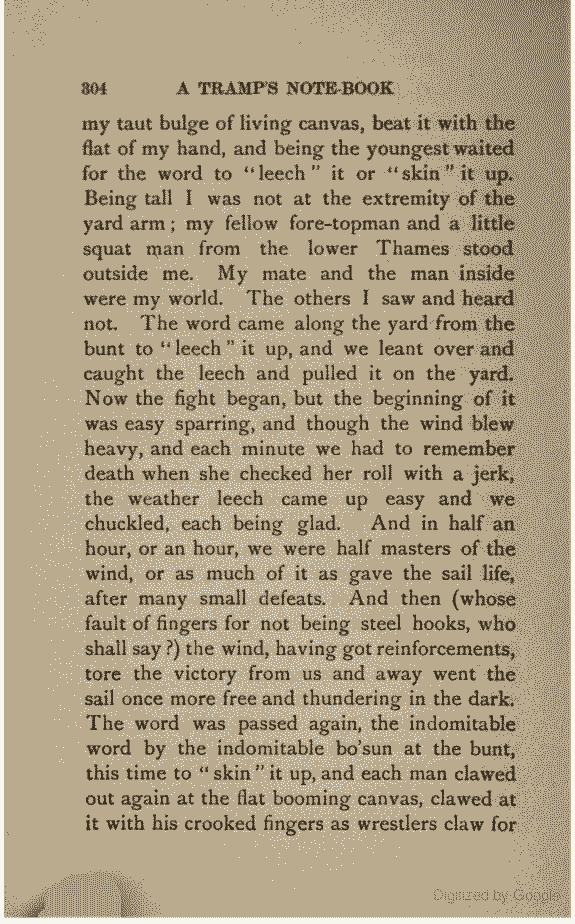 304 A TRAMP'S NOTE-BOOK
my taut bulge of living canvas, beat it with the
flat of my hand, and being the youngest waited
for the word to "leech" it or "skin" it up.
Being tall I was not at the extremity of the
yard arm; my fellow fore-topman and a little
squat man from the lower Thames stood
outside me. My mate and the man inside
were my world. The others I saw and heard
not. The word came along the yard from the
bunt to "leech" it up, and we leant over and
caught the leech and pulled it on the yard.
Now the fight began, but the beginning of it
was easy sparring, and though the wind blew
heavy, and each minute we had to remember
death when she checked her roll with a jerk,
the weather leech came up easy and we
chuckled, each being glad. And in half an
hour, or an hour, we were half masters of the
wind, or as much of it as gave the sail life,
after many small defeats. And then (whose
fault of fingers for not being steel hooks, who
shall say?) the wind, having got reinforcements,
tore the victory from us and away went the
sail once more free and thundering in the dark.
The word was passed again, the indomitable
word by the indomitable bo'sun at the bunt,
this time to "skin" it up, and each man clawed
out again at the flat booming canvas, clawed at
it with his crooked fingers as wrestlers claw for
Digitized by Google